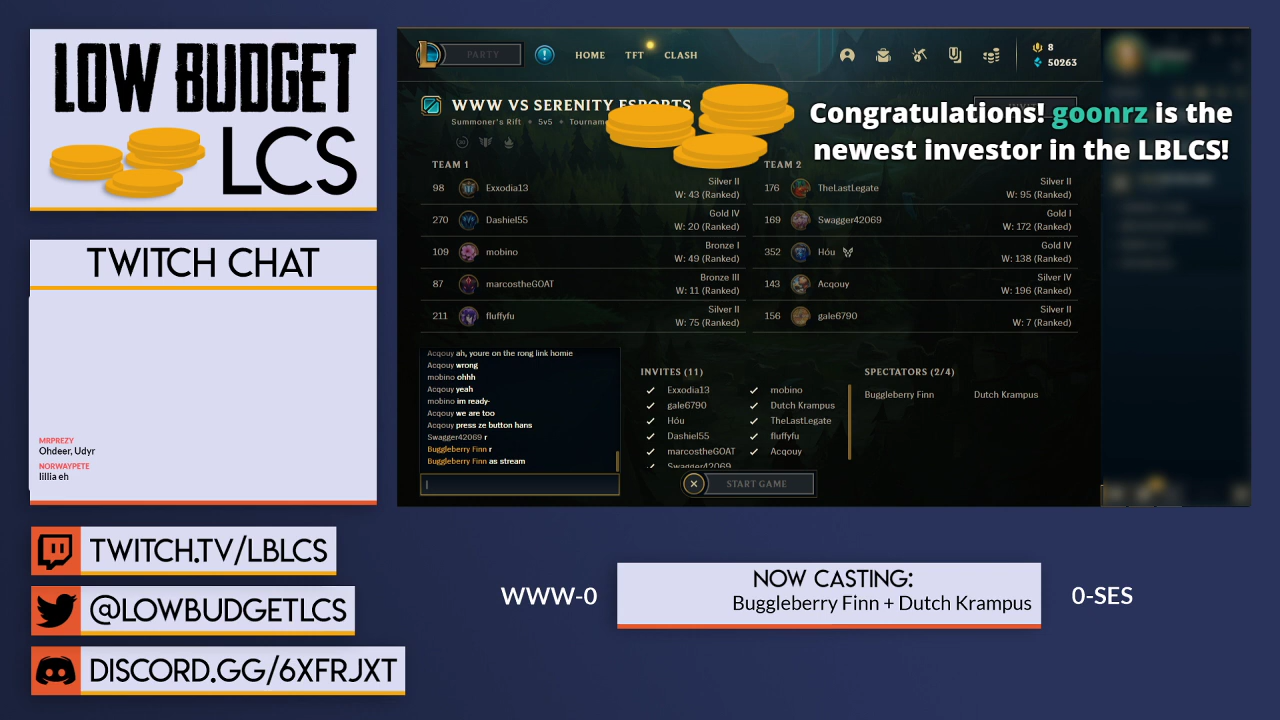 LOW BUDGET
LCS
TWITCH CHAT
MRPREZY
Ohdeer, Udyr
NORWAYPETE
lillia eh
TWITCH.TV/LBLCS
@LOWBUDGETLCS
DISCORD.GG/6XFRJXT
PARTY
HOME
TFT
CLASH
8
50263
WWW VS SERENITY ESPORTS
Summoner's Rift • 5v5 •
Congratulations! goonrz is the
newest investor in the LBLCS!
TEAM 1
98 Exxodia13 Silver II
W: 43 (Ranked)
270 Dashiel55 Gold IV
W: 20 (Ranked)
109 mobino Bronze I
W: 49 (Ranked)
87 marcostheGOAT Bronze III
W: 11 (Ranked)
211 fluffyfu Silver II
W: 75 (Ranked)
TEAM 2
176 TheLastLegate Silver II
W: 95 (Ranked)
169 Swagger42069 Gold I
W: 172 (Ranked)
352 Hóu Gold IV
W: 138 (Ranked)
143 Acqouy Silver IV
W: 196 (Ranked)
156 gale6790 Silver II
W: 7 (Ranked)
Acqouy ah, youre on the rong link homie
Acqouy wrong
mobino ohhh
Acqouy yeah
mobino im ready-
Acqouy we are too
Acqouy press ze button hans
Swagger42069 r
Buggleberry Finn r
Buggleberry Finn as stream
INVITES (11)
Exxodia13 mobino
gale6790 Dutch Krampus
Hóu TheLastLegate
Dashiel55 fluffyfu
marcostheGOAT Acqouy
Swagger42069
SPECTATORS (2/4)
Buggleberry Finn Dutch Krampus
START GAME
WWW-0
NOW CASTING:
Buggleberry Finn + Dutch Krampus
0-SES